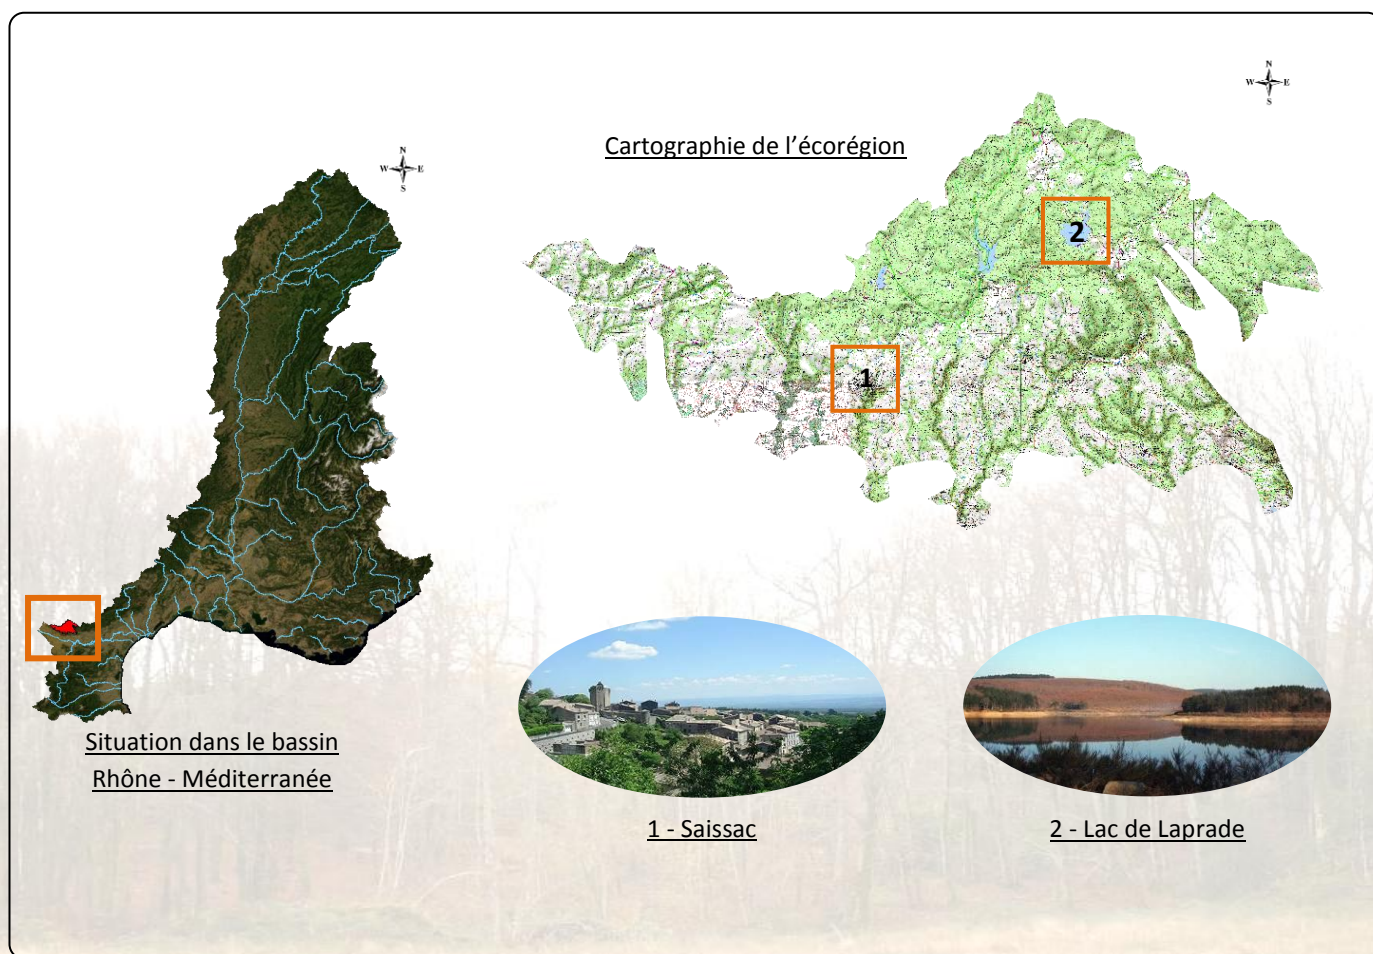 N
W E
S
Cartographie de l’écorégion
N
W E
S
2
1
Situation dans le bassin
Rhône - Méditerranée
1 - Saissac
2 - Lac de Laprade